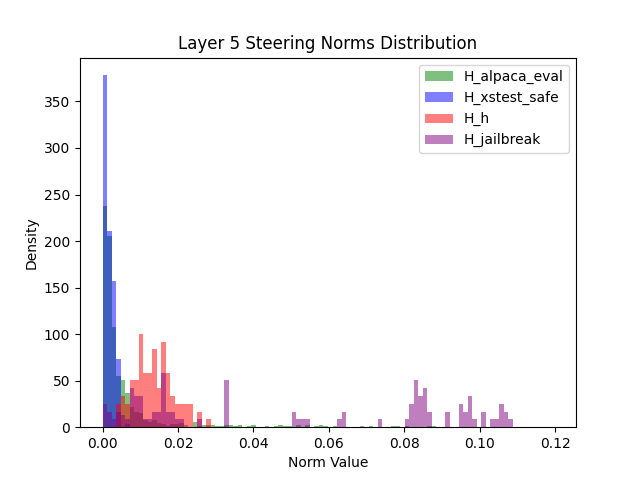 Layer 5 Steering Norms Distribution
H_alpaca_eval
H_xstest_safe
H_h
H_jailbreak
Density
350
300
250
200
150
100
50
0
0.00 0.02 0.04 0.06 0.08 0.10 0.12
Norm Value